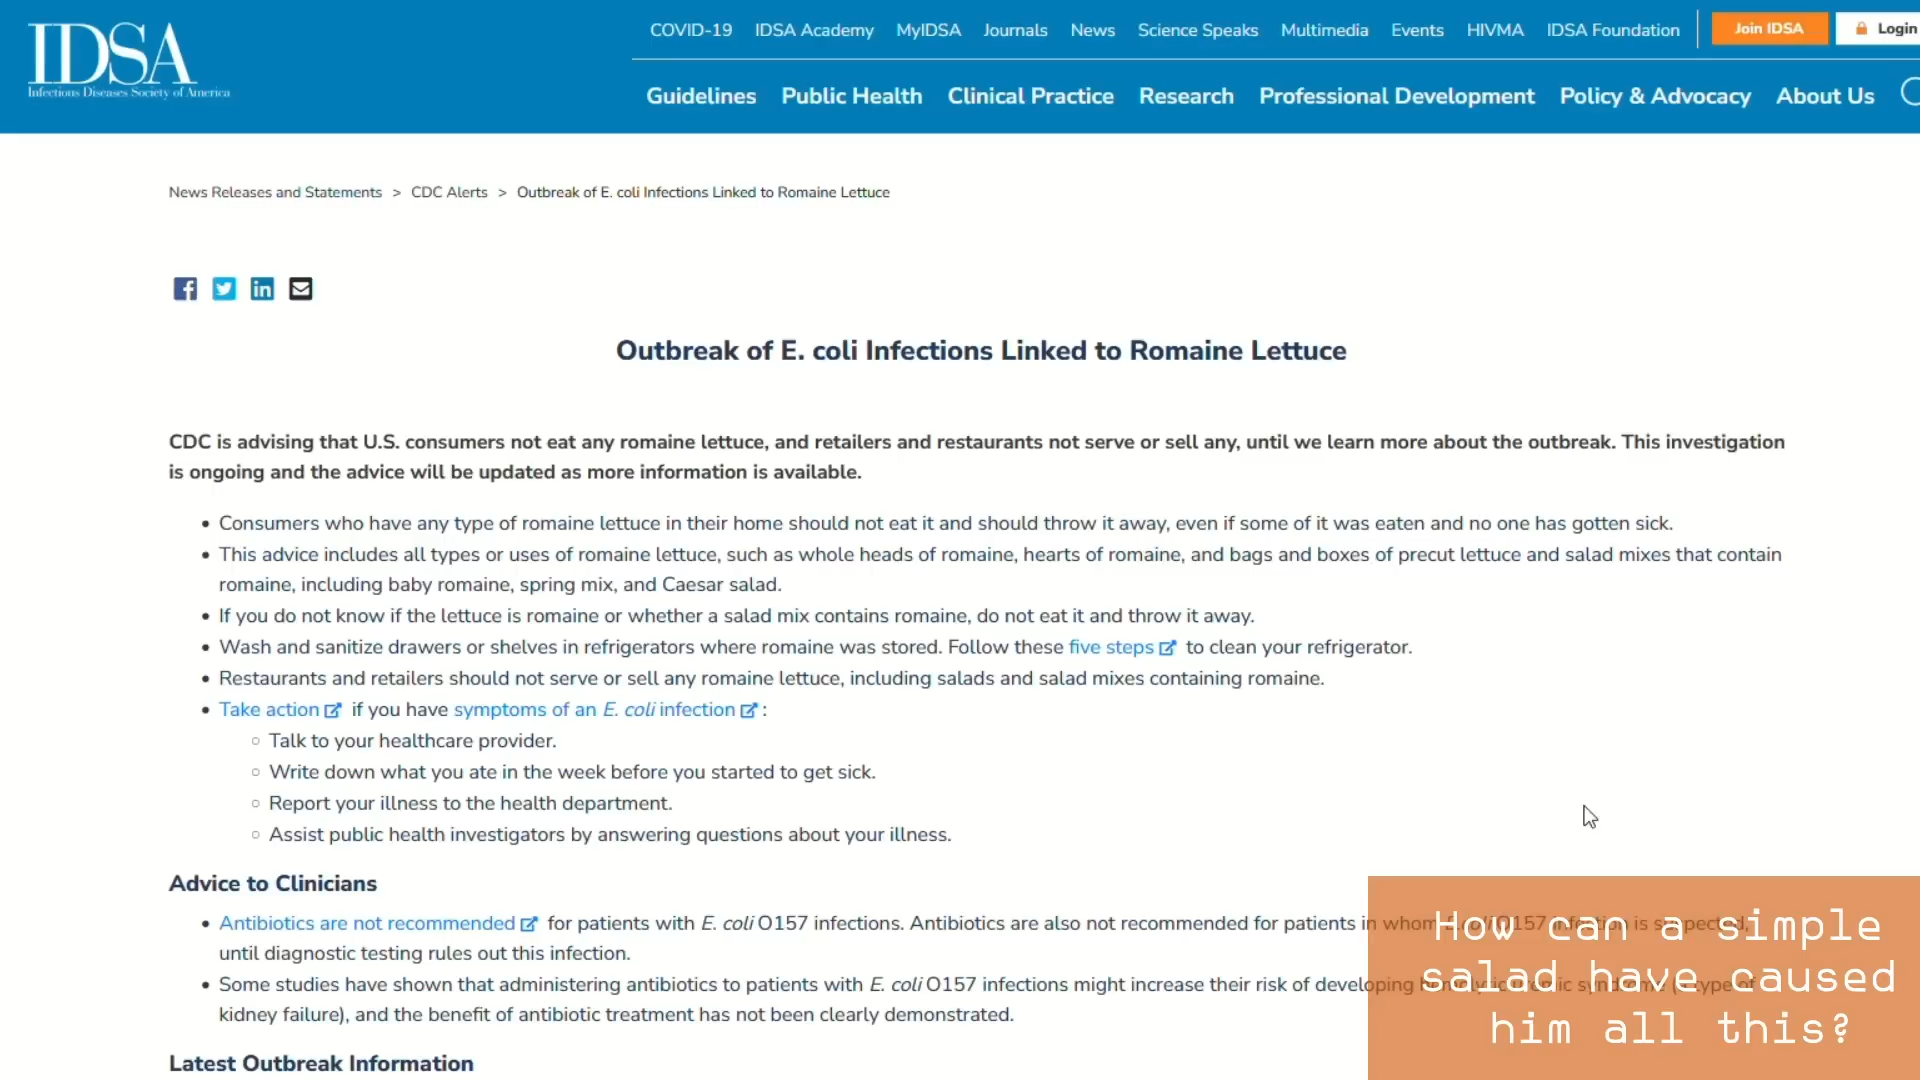 IDSA
Infectious Diseases Society of America
COVID-19 IDSA Academy MyIDSA Journals News Science Speaks Multimedia Events HIVMA IDSA Foundation Join IDSA Login
Guidelines Public Health Clinical Practice Research Professional Development Policy & Advocacy About Us
News Releases and Statements > CDC Alerts > Outbreak of E. coli Infections Linked to Romaine Lettuce
Outbreak of E. coli Infections Linked to Romaine Lettuce
CDC is advising that U.S. consumers not eat any romaine lettuce, and retailers and restaurants not serve or sell any, until we learn more about the outbreak. This investigation
is ongoing and the advice will be updated as more information is available.
Consumers who have any type of romaine lettuce in their home should not eat it and should throw it away, even if some of it was eaten and no one has gotten sick.
This advice includes all types or uses of romaine lettuce, such as whole heads of romaine, hearts of romaine, and bags and boxes of precut lettuce and salad mixes that contain
romaine, including baby romaine, spring mix, and Caesar salad.
If you do not know if the lettuce is romaine or whether a salad mix contains romaine, do not eat it and throw it away.
Wash and sanitize drawers or shelves in refrigerators where romaine was stored. Follow these five steps to clean your refrigerator.
Restaurants and retailers should not serve or sell any romaine lettuce, including salads and salad mixes containing romaine.
Take action if you have symptoms of an E. coli infection :
Talk to your healthcare provider.
Write down what you ate in the week before you started to get sick.
Report your illness to the health department.
Assist public health investigators by answering questions about your illness.
Advice to Clinicians
Antibiotics are not recommended for patients with E. coli O157 infections. Antibiotics are also not recommended for patients in whom O157 infection is suspected,
until diagnostic testing rules out this infection.
Some studies have shown that administering antibiotics to patients with E. coli O157 infections might increase their risk of developing
kidney failure), and the benefit of antibiotic treatment has not been clearly demonstrated.
Latest Outbreak Information
How can a simple
salad have caused
him all this?